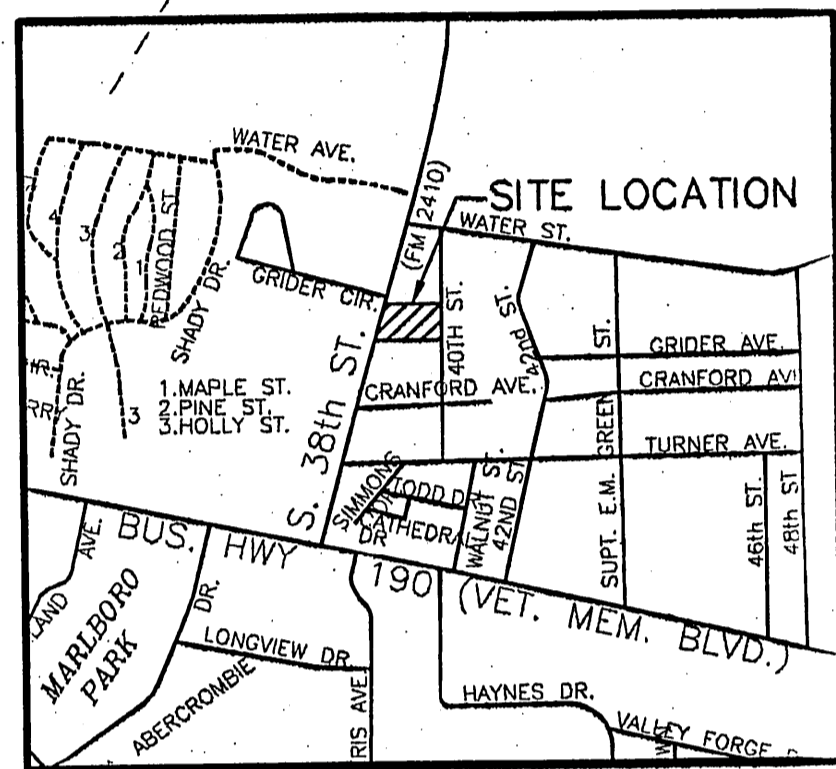 WATER AVE.
(FM 2410)
SITE LOCATION
WATER ST.
4
3
2
1
REDWOOD ST
SHADY DR.
GRIDER CIR.
40TH ST.
42nd ST.
ST.
GRIDER AVE.
CRANFORD AVE.
CRANFORD AV
1.MAPLE ST.
2.PINE ST.
3.HOLLY ST.
3
SHADY DR.
S. 38th ST.
TURNER AVE.
SUPT. E.M. GREEN
SIMMONS
DR
TODD D
CATHEDRAL
DR
WALNUT ST.
42ND ST
46th ST.
48th ST
BUS. HWY 190 (VET. MEM. BLVD.)
AVE.
LAND
MARLBORO
PARK
DR.
LONGVIEW DR
ABERCROMBIE
RIS AVE.
HAYNES DR.
VALLEY FORGE